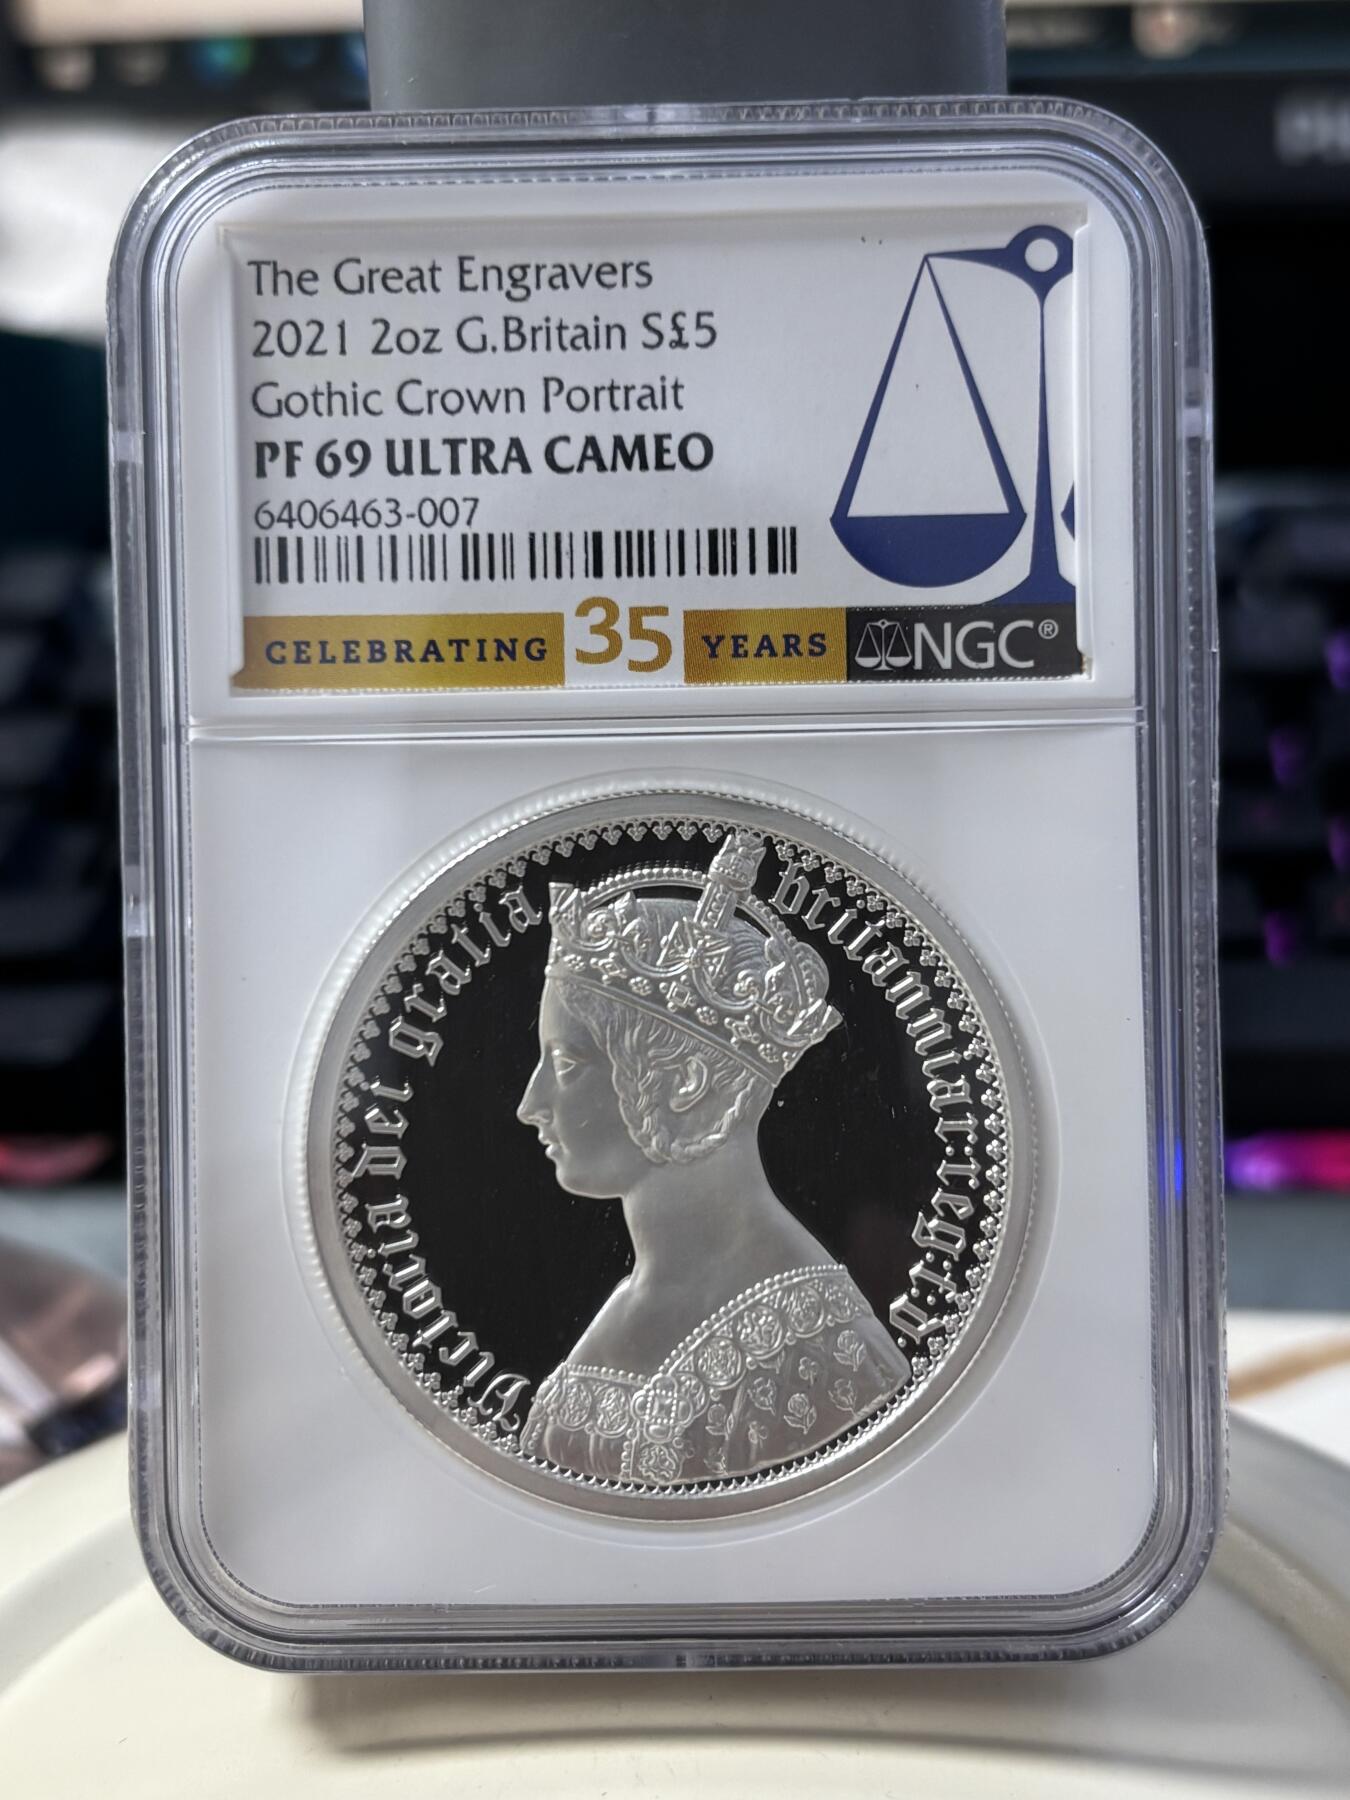 The Great Engravers
2021 2oz G.Britain S£5
Gothic Crown Portrait
PF 69 ULTRA CAMEO
6406463-007
CELEBRATING 35 YEARS NGC®
Victoria dei gratia britanniar: reg: f: d.